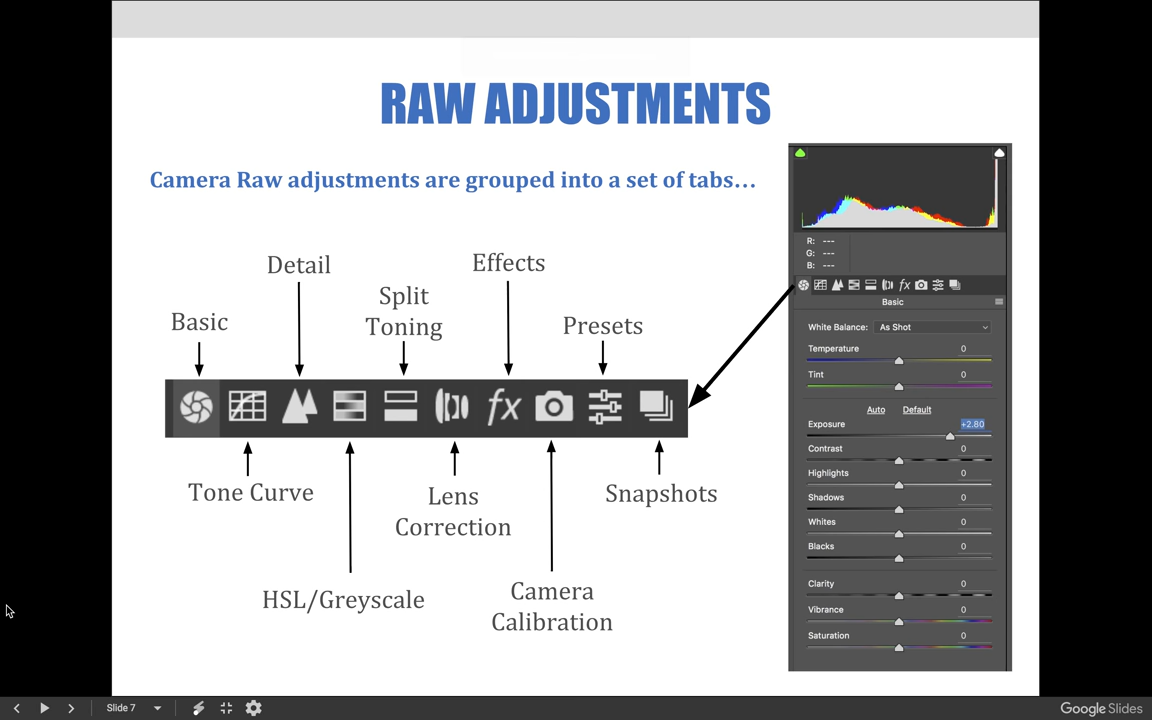 RAW ADJUSTMENTS
Camera Raw adjustments are grouped into a set of tabs...
Detail
Effects
Split
Toning
Basic
Presets
fx
Tone Curve
Lens
Correction
Snapshots
HSL/Greyscale
Camera
Calibration
R: ---
G: ---
B: ---
fx
Basic
White Balance: As Shot
Temperature 0
Tint 0
Auto Default
Exposure +2.80
Contrast 0
Highlights 0
Shadows 0
Whites 0
Blacks 0
Clarity 0
Vibrance 0
Saturation 0
Slide 7
Google Slides